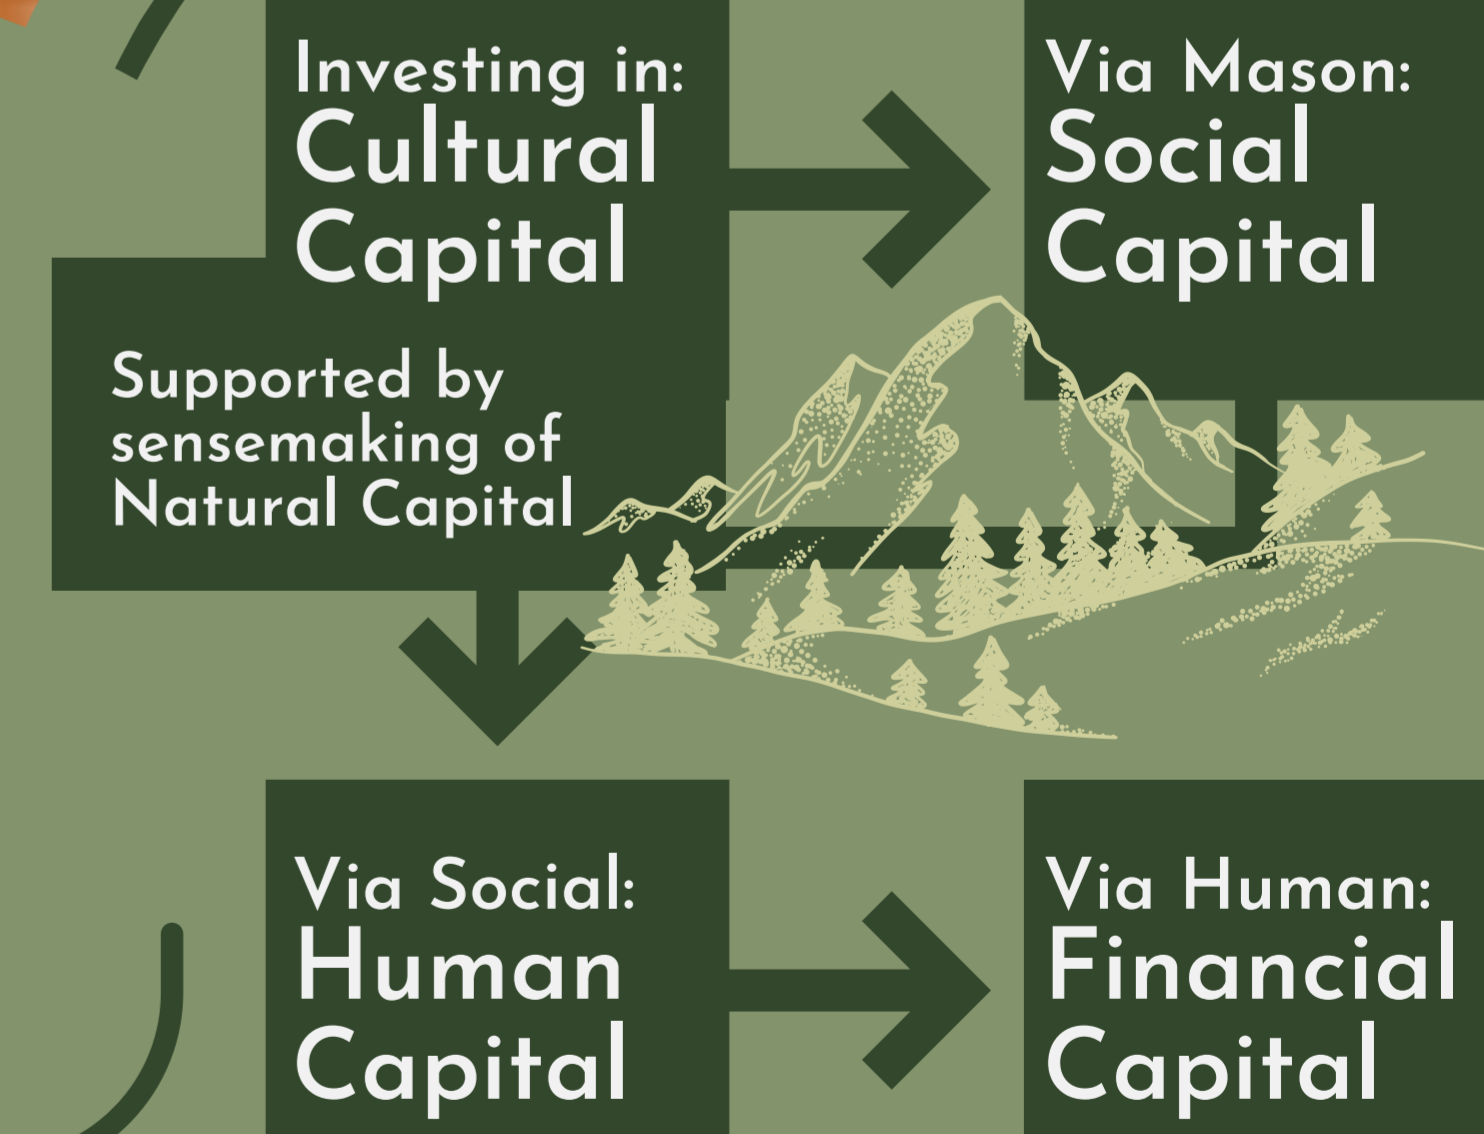 Investing in:
Cultural
Capital
Via Mason:
Social
Capital
Supported by
sensemaking of
Natural Capital
Via Social:
Human
Capital
Via Human:
Financial
Capital